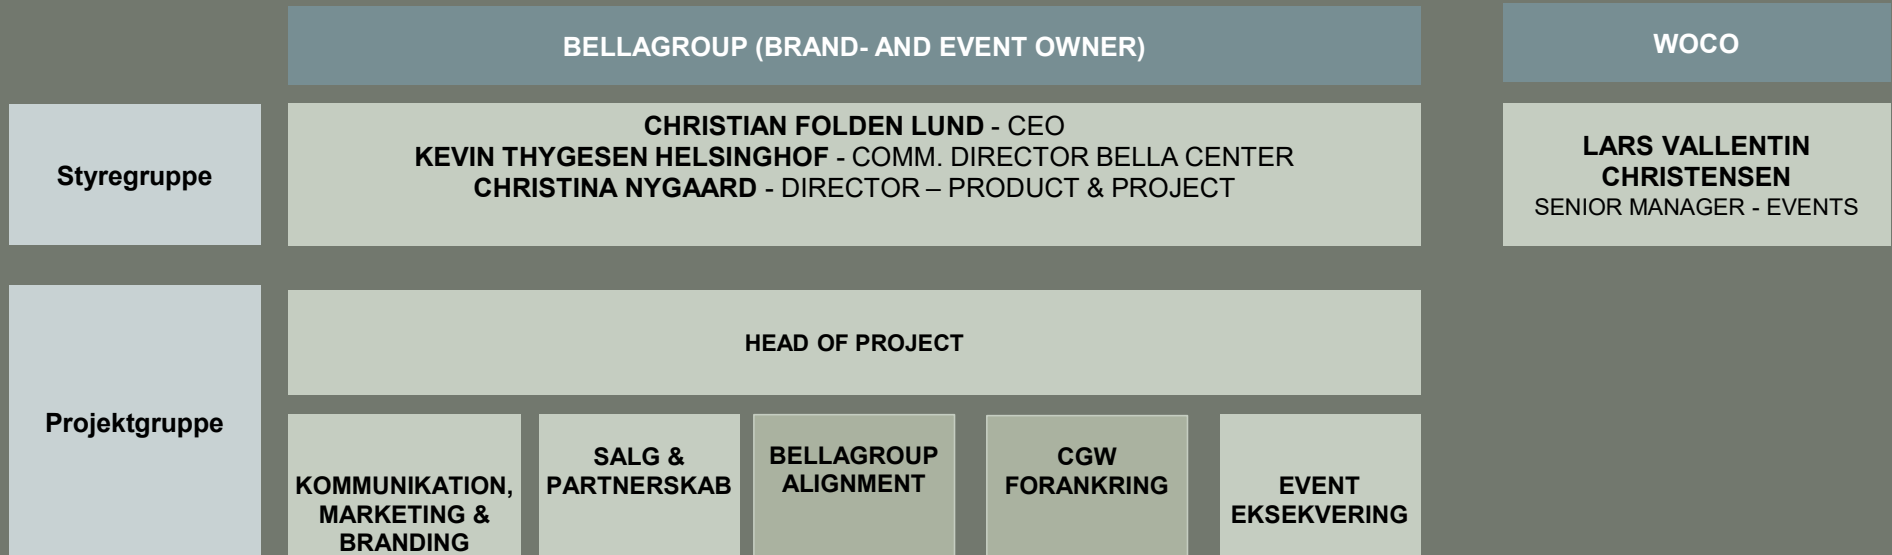 BELLAGROUP (BRAND- AND EVENT OWNER)
WOCO
Styregruppe
CHRISTIAN FOLDEN LUND - CEO
KEVIN THYGESEN HELSINGHOF - COMM. DIRECTOR BELLA CENTER
CHRISTINA NYGAARD - DIRECTOR – PRODUCT & PROJECT
LARS VALLENTIN
CHRISTENSEN
SENIOR MANAGER - EVENTS
Projektgruppe
HEAD OF PROJECT
KOMMUNIKATION,
MARKETING &
BRANDING
SALG &
PARTNERSKAB
BELLAGROUP
ALIGNMENT
CGW
FORANKRING
EVENT
EKSEKVERING